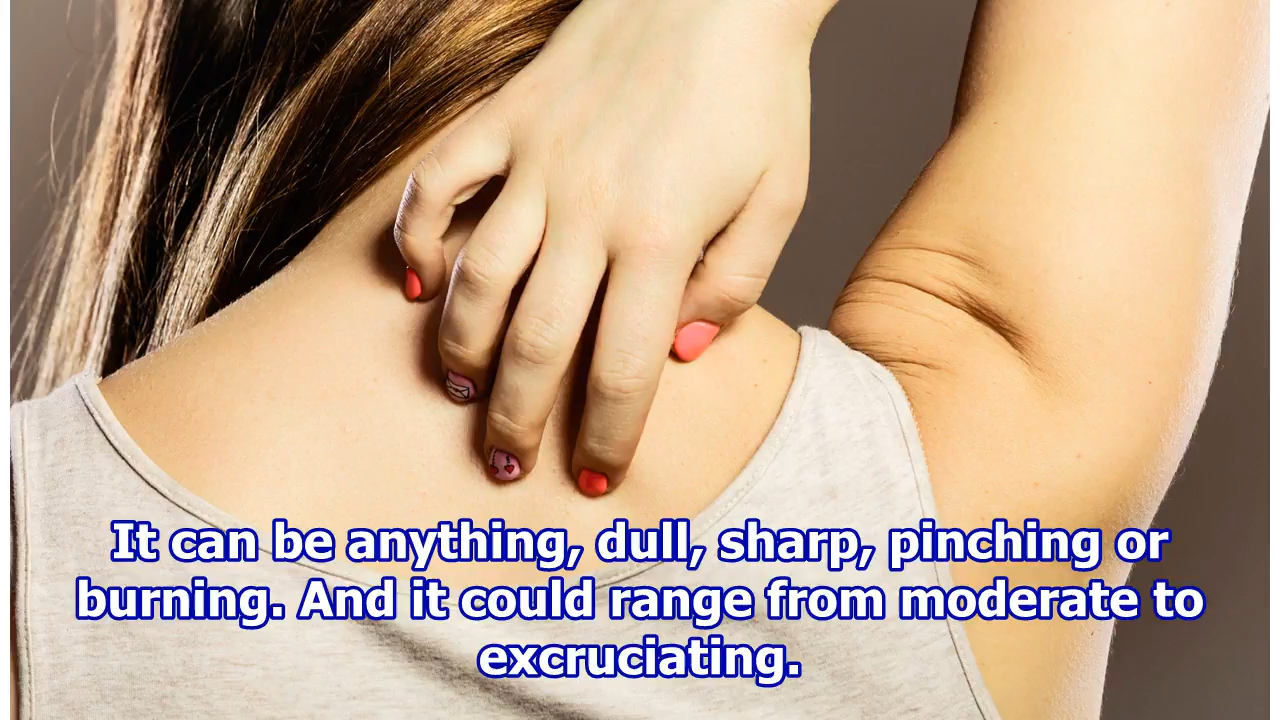 It can be anything, dull, sharp, pinching or
burning. And it could range from moderate to
excruciating.